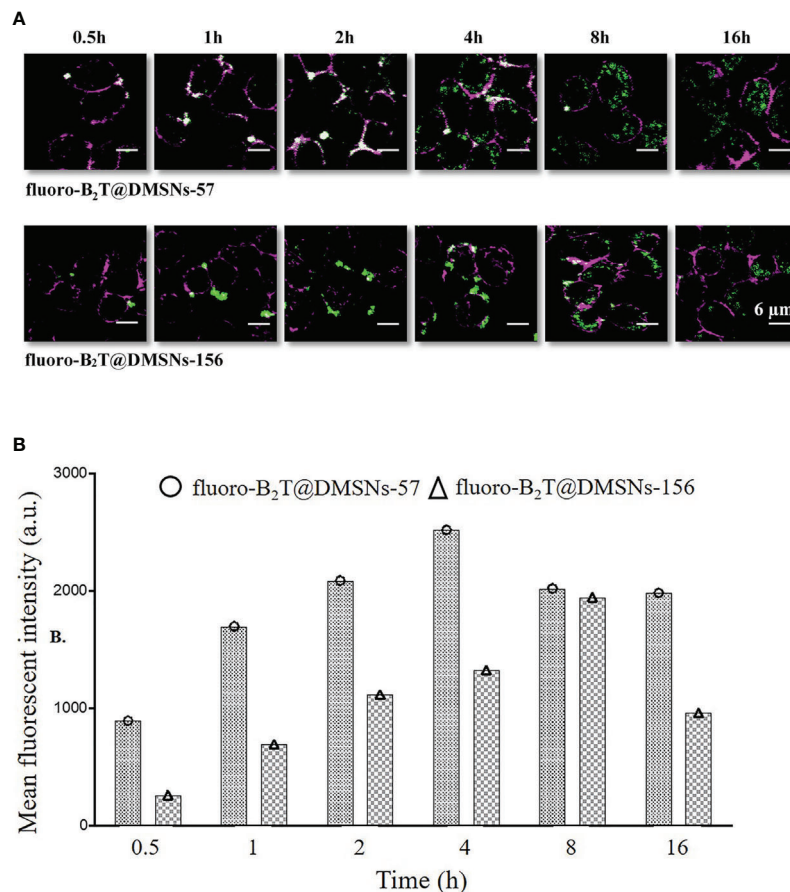 A
0.5h 1h 2h 4h 8h 16h
fluoro-B₂T@DMSNs-57
6 µm
fluoro-B₂T@DMSNs-156
B
3000
fluoro-B₂T@DMSNs-57 fluoro-B₂T@DMSNs-156
2000
B.
1000
0
Mean fluorescent intensity (a.u.)
0.5 1 2 4 8 16
Time (h)